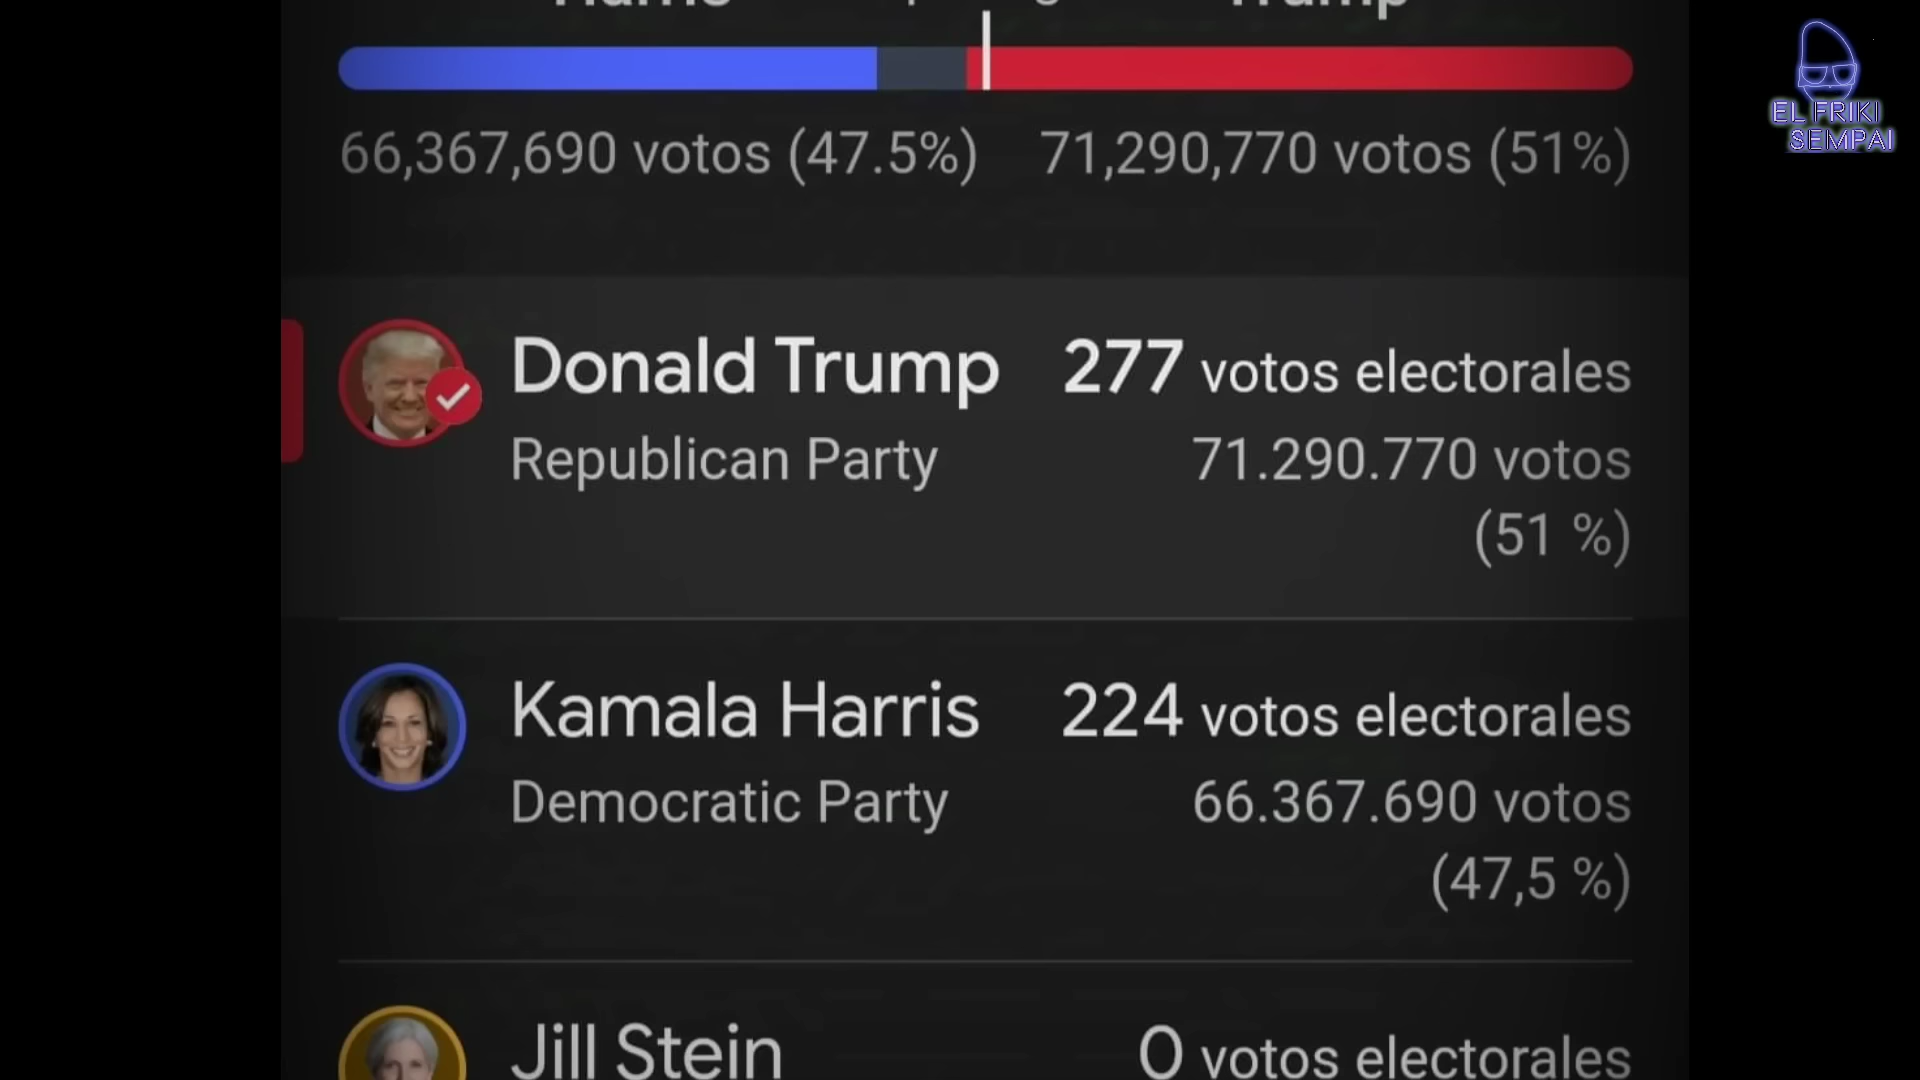 Harris
Trump
66,367,690 votos (47.5%)
71,290,770 votos (51%)
EL FRIKI
SEMPAI
Donald Trump
277 votos electorales
Republican Party
71.290.770 votos
(51 %)
Kamala Harris
224 votos electorales
Democratic Party
66.367.690 votos
(47,5 %)
Jill Stein
0 votos electorales